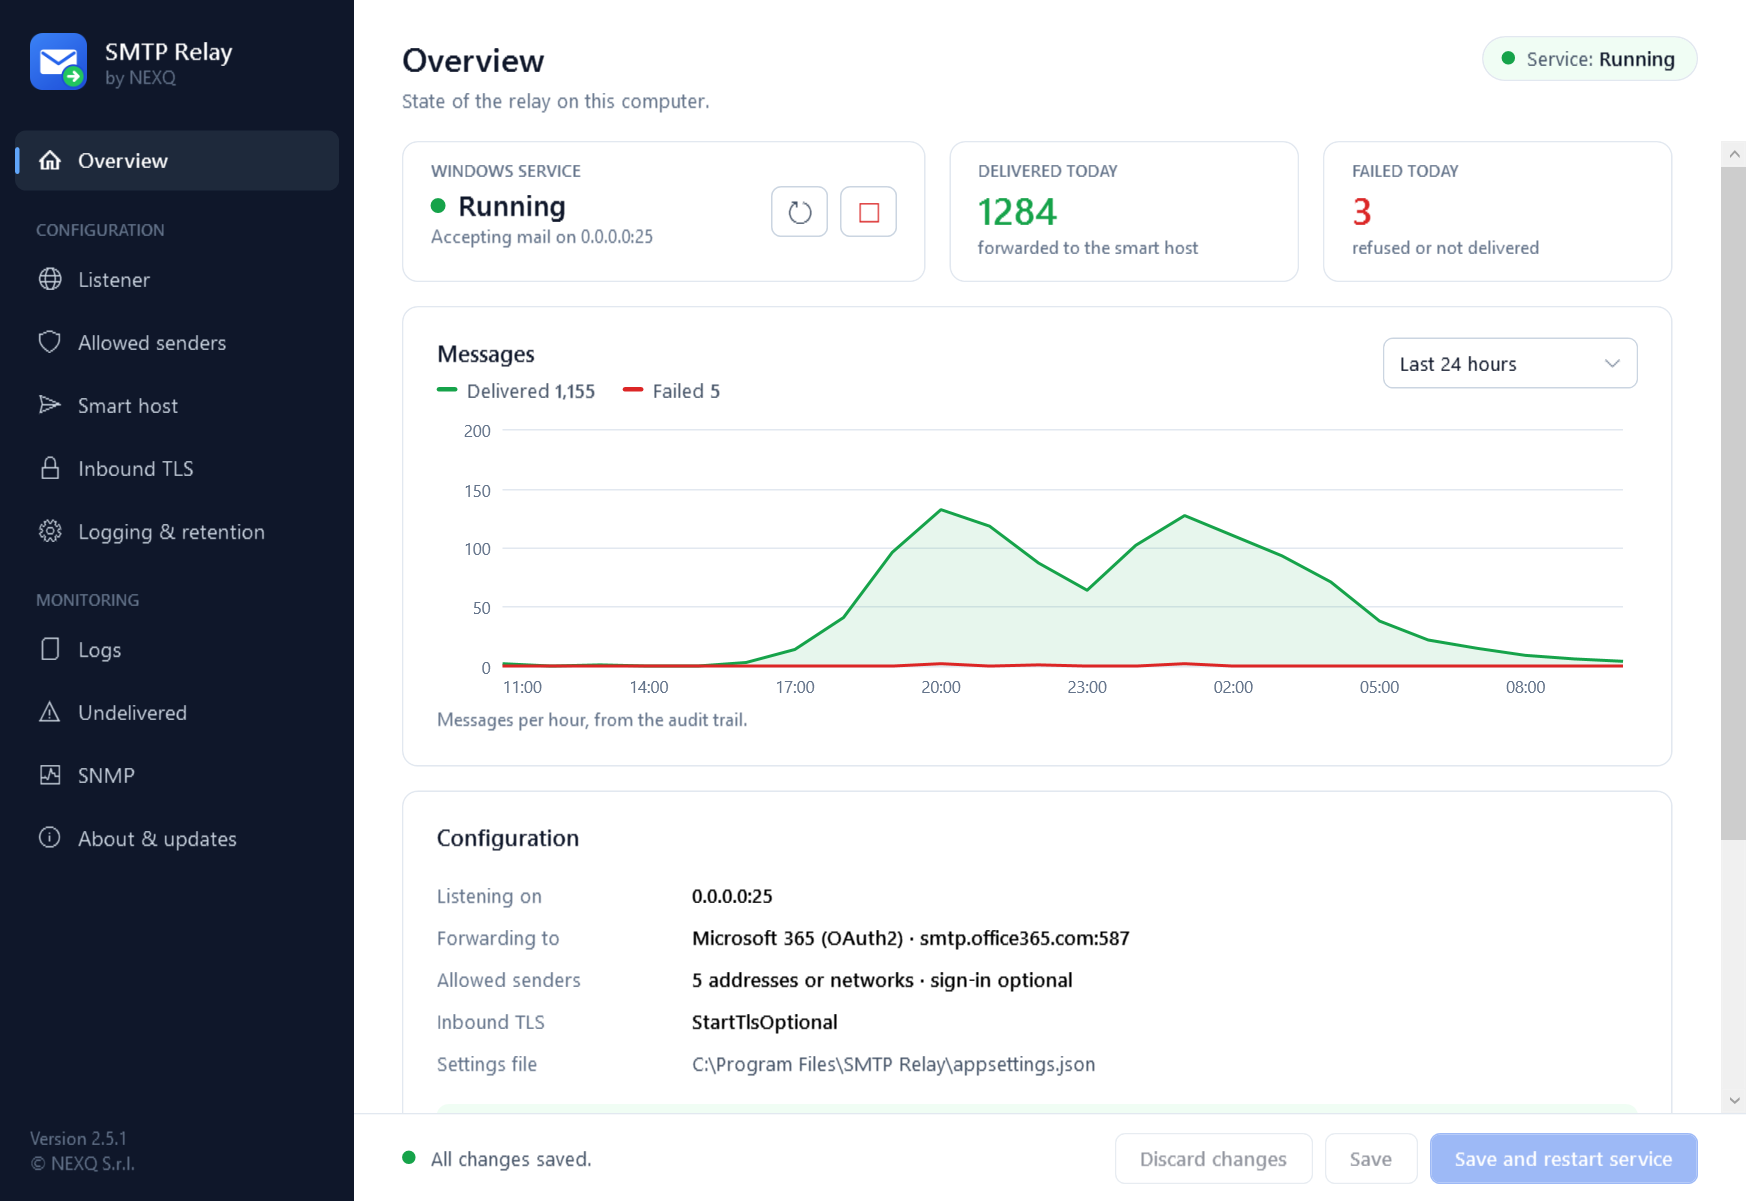 SMTP Relay
by NEXQ
Overview
CONFIGURATION
Listener
Allowed senders
Smart host
Inbound TLS
Logging & retention
MONITORING
Logs
Undelivered
SNMP
About & updates
Version 2.5.1
© NEXQ S.r.l.
Overview
State of the relay on this computer.
Service: Running
WINDOWS SERVICE
Running
Accepting mail on 0.0.0.0:25
DELIVERED TODAY
1284
forwarded to the smart host
FAILED TODAY
3
refused or not delivered
Messages
Delivered 1,155 Failed 5
Last 24 hours
200
150
100
50
0
11:00 14:00 17:00 20:00 23:00 02:00 05:00 08:00
Messages per hour, from the audit trail.
Configuration
Listening on 0.0.0.0:25
Forwarding to Microsoft 365 (OAuth2) · smtp.office365.com:587
Allowed senders 5 addresses or networks · sign-in optional
Inbound TLS StartTlsOptional
Settings file C:\Program Files\SMTP Relay\appsettings.json
All changes saved.
Discard changes Save Save and restart service